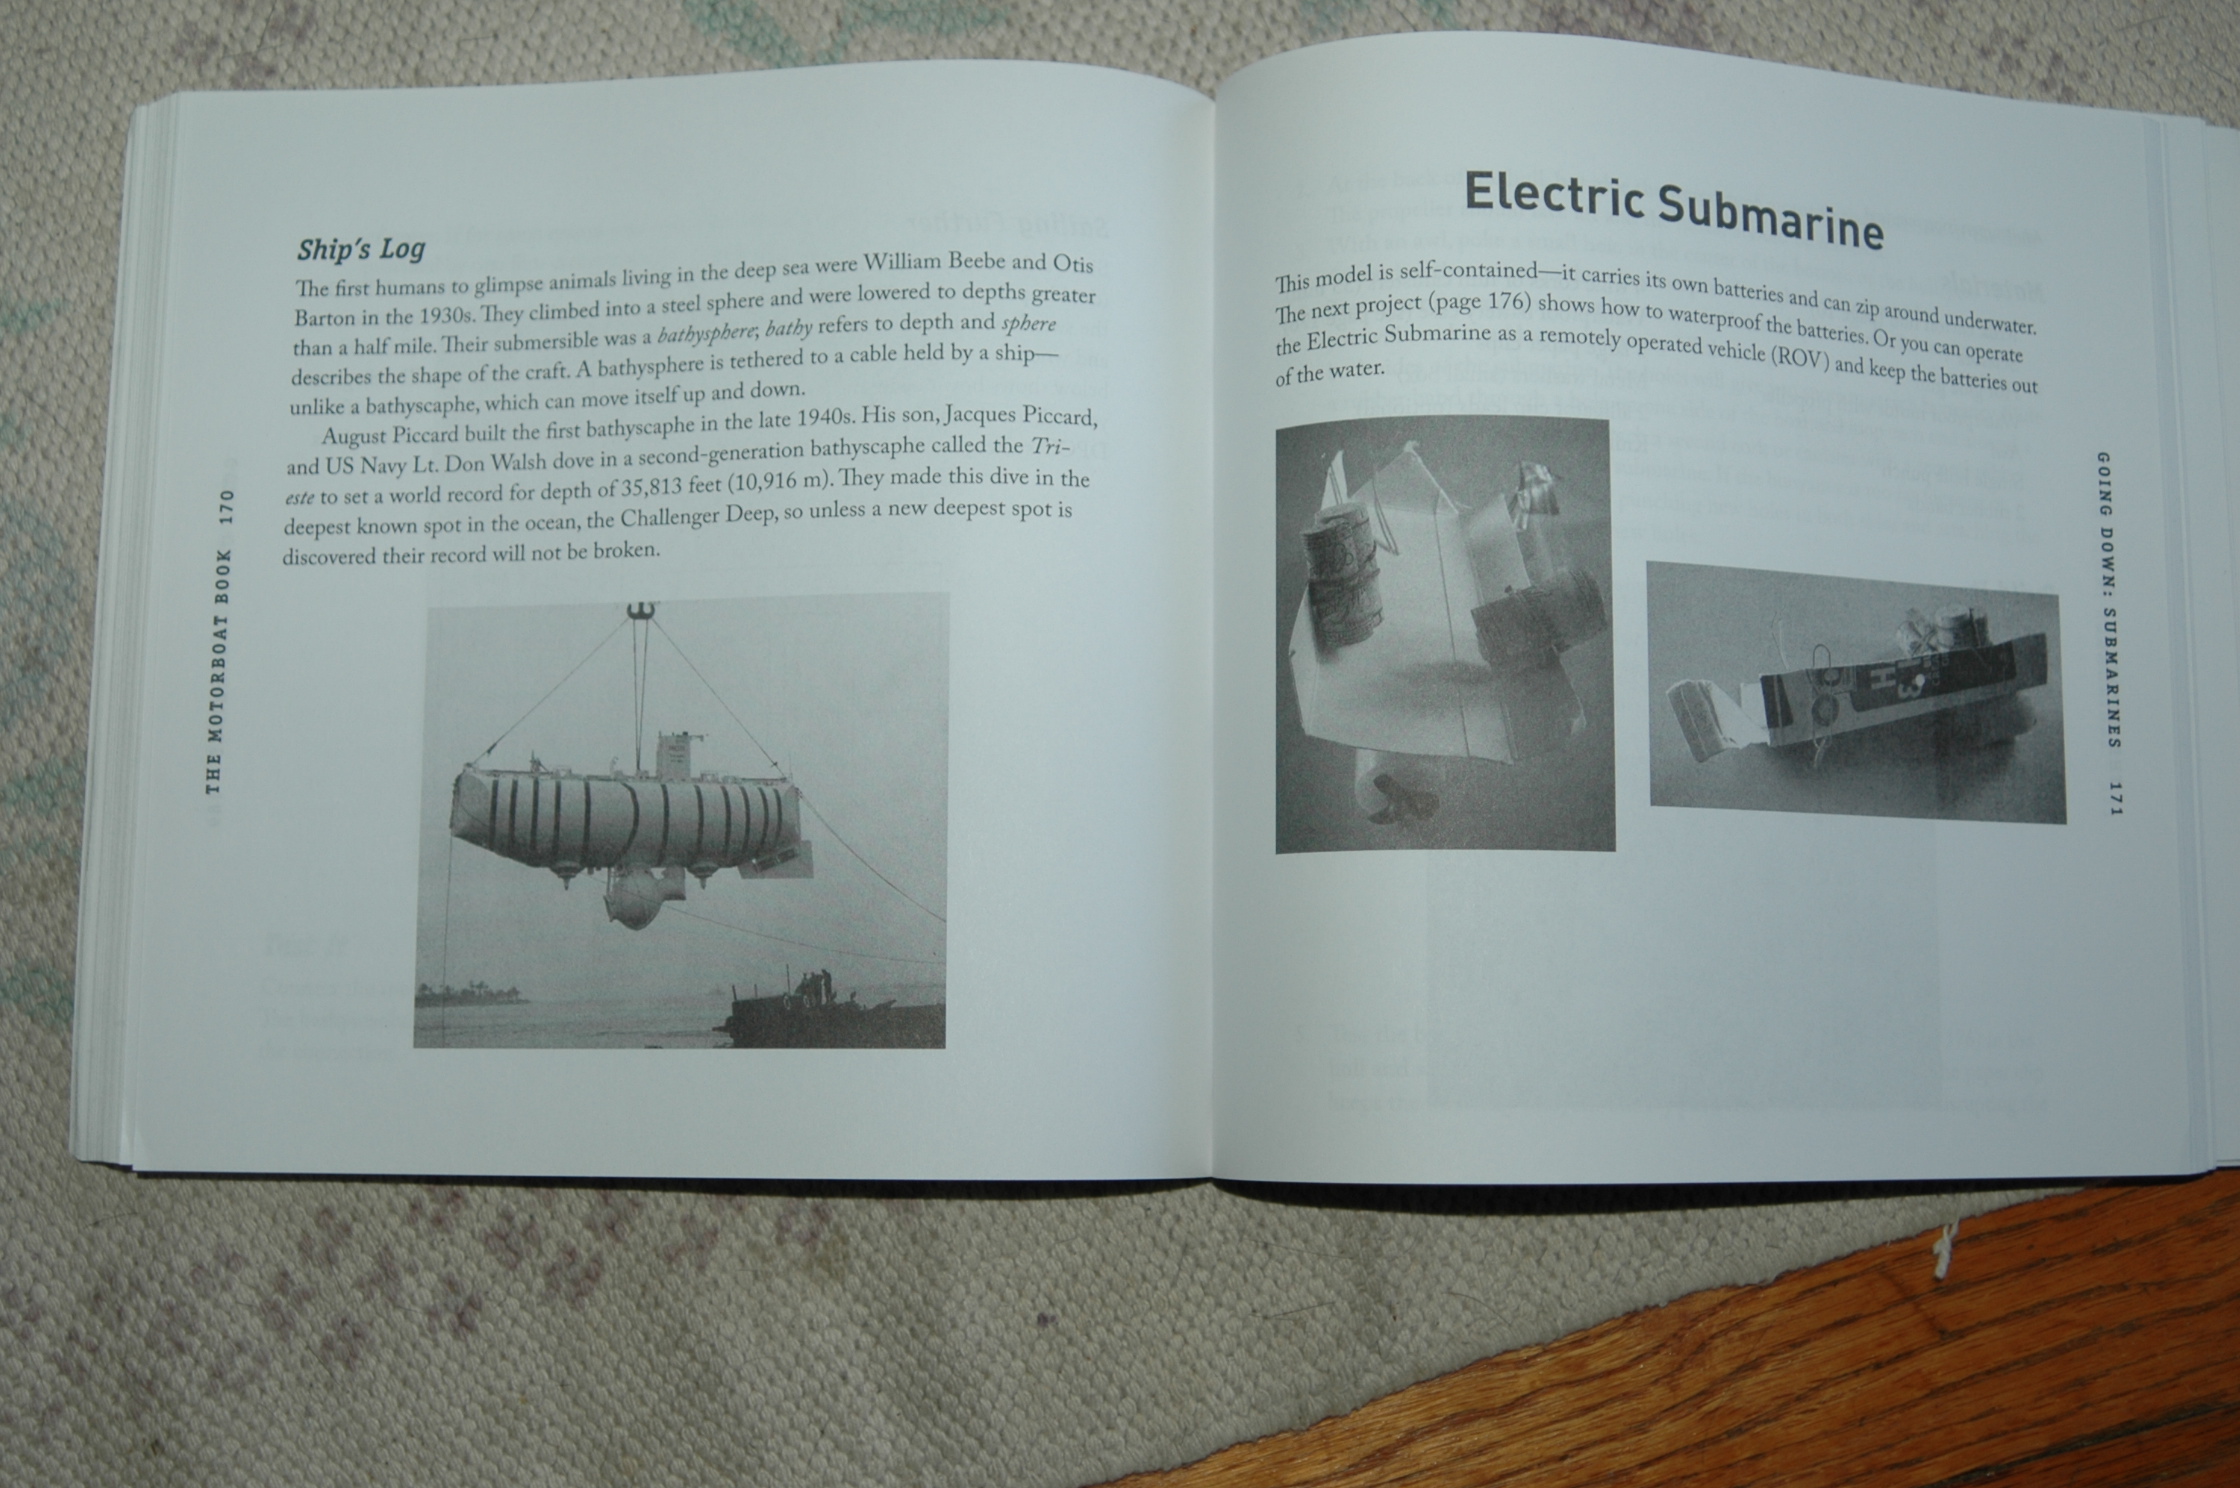 Ship's Log
The first humans to glimpse animals living in the deep sea were William Beebe and Otis
Barton in the 1930s. They climbed into a steel sphere and were lowered to depths greater
than a half mile. Their submersible was a bathysphere; bathy refers to depth and sphere
describes the shape of the craft. A bathysphere is tethered to a cable held by a ship—
unlike a bathyscaphe, which can move itself up and down.
August Piccard built the first bathyscaphe in the late 1940s. His son, Jacques Piccard,
and US Navy Lt. Don Walsh dove in a second-generation bathyscaphe called the Tri-
este to set a world record for depth of 35,813 feet (10,916 m). They made this dive in the
deepest known spot in the ocean, the Challenger Deep, so unless a new deepest spot is
discovered their record will not be broken.
THE MOTORBOAT BOOK 170
Electric Submarine
This model is self-contained—it carries its own batteries and can zip around underwater.
The next project (page 176) shows how to waterproof the batteries. Or you can operate
the Electric Submarine as a remotely operated vehicle (ROV) and keep the batteries out
of the water.
GOING DOWN: SUBMARINES 171